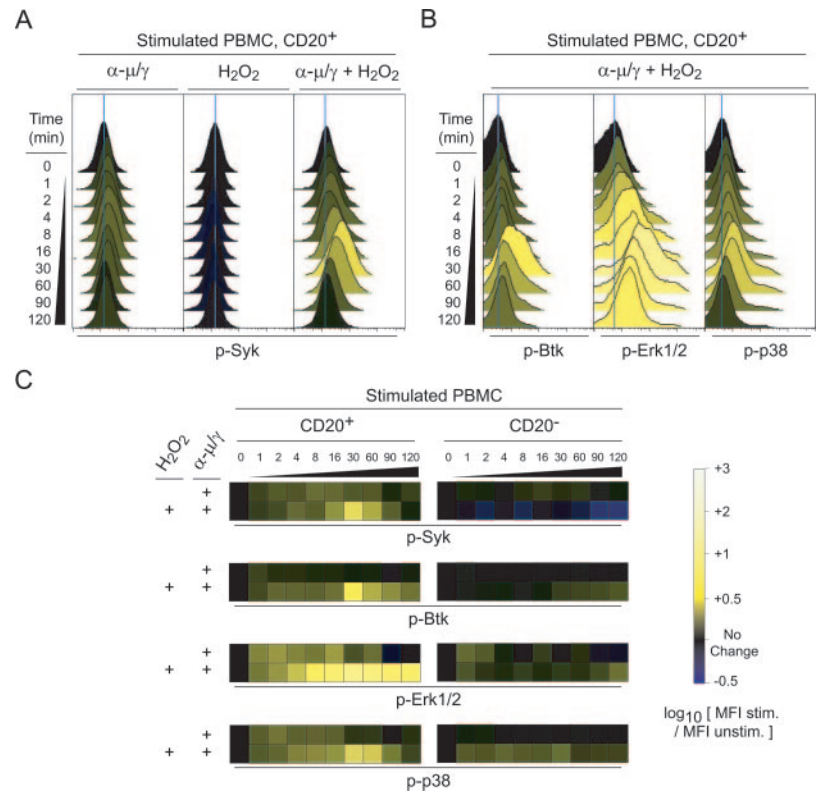 A
Stimulated PBMC, CD20+
α-μ/γ H2O2 α-μ/γ + H2O2
Time
(min)
0
1
2
4
8
16
30
60
90
120
p-Syk
B
Stimulated PBMC, CD20+
α-μ/γ + H2O2
Time
(min)
0
1
2
4
8
16
30
60
90
120
p-Btk p-Erk1/2 p-p38
C
Stimulated PBMC
CD20+ CD20-
H2O2 α-μ/γ 0 1 2 4 8 16 30 60 90 120 0 1 2 4 8 16 30 60 90 120
+
+ +
p-Syk
+
+ +
p-Btk
+
+ +
p-Erk1/2
+
+ +
p-p38
+3
+2
+1
+0.5
No
Change
-0.5
log10 [ MFI stim.
/ MFI unstim. ]